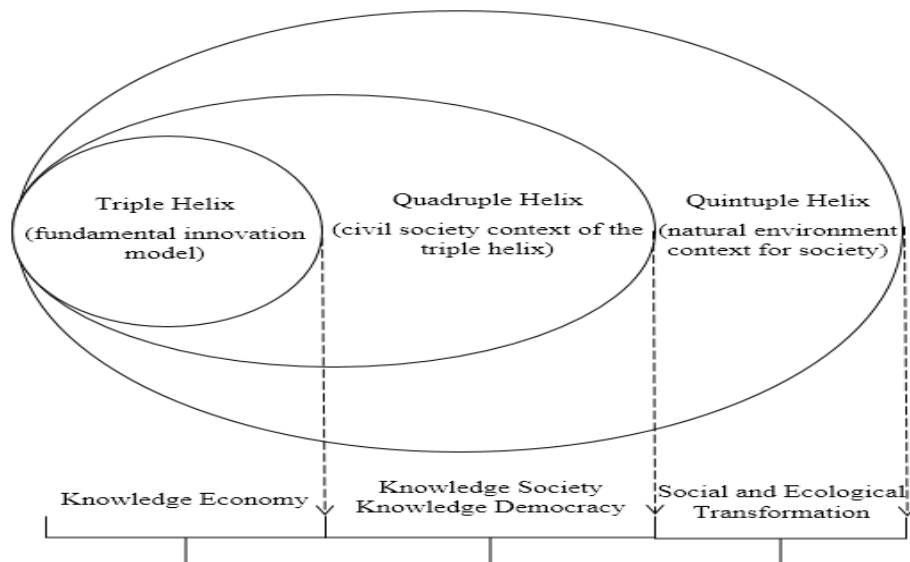 Triple Helix
(fundamental innovation
model)
Quadruple Helix
(civil society context of the
triple helix)
Quintuple Helix
(natural environment
context for society)
Knowledge Economy
Knowledge Society
Knowledge Democracy
Social and Ecological
Transformation